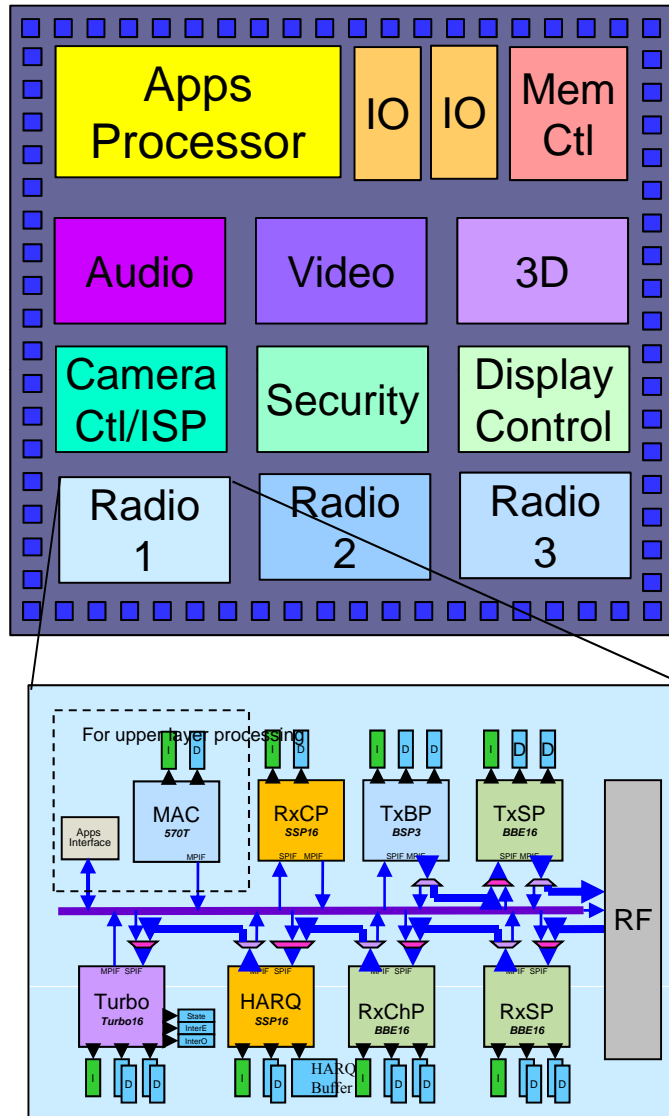 Apps
Processor
IO
IO
Mem
Ctl
Audio
Video
3D
Camera
Ctl/ISP
Security
Display
Control
Radio
1
Radio
2
Radio
3
For upper layer processing
I
D
I
D
I
D
D
I
D
D
MAC
570T
MPIF
RxCP
SSP16
SPIF MPIF
TxBP
BSP3
SPIF MPIF
TxSP
BBE16
SPIF MPIF
Apps
Interface
RF
MPIF SPIF
Turbo
Turbo16
State
InterE
InterO
MPIF SPIF
HARQ
SSP16
MPIF SPIF
RxChP
BBE16
MPIF SPIF
RxSP
BBE16
I
D
D
I
D
HARQ
Buffer
I
D
D
I
D
D